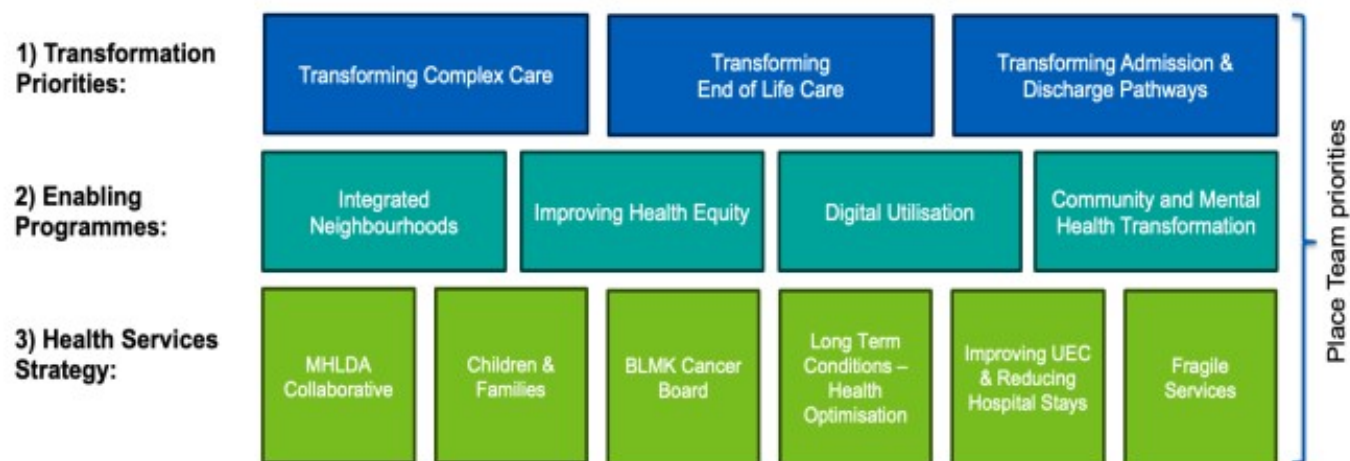 1) Transformation
Priorities:
Transforming Complex Care
Transforming
End of Life Care
Transforming Admission &
Discharge Pathways
2) Enabling
Programmes:
Integrated
Neighbourhoods
Improving Health Equity
Digital Utilisation
Community and Mental
Health Transformation
3) Health Services
Strategy:
MHLDA
Collaborative
Children &
Families
BLMK Cancer
Board
Long Term
Conditions –
Health
Optimisation
Improving UEC
& Reducing
Hospital Stays
Fragile
Services
Place Team priorities